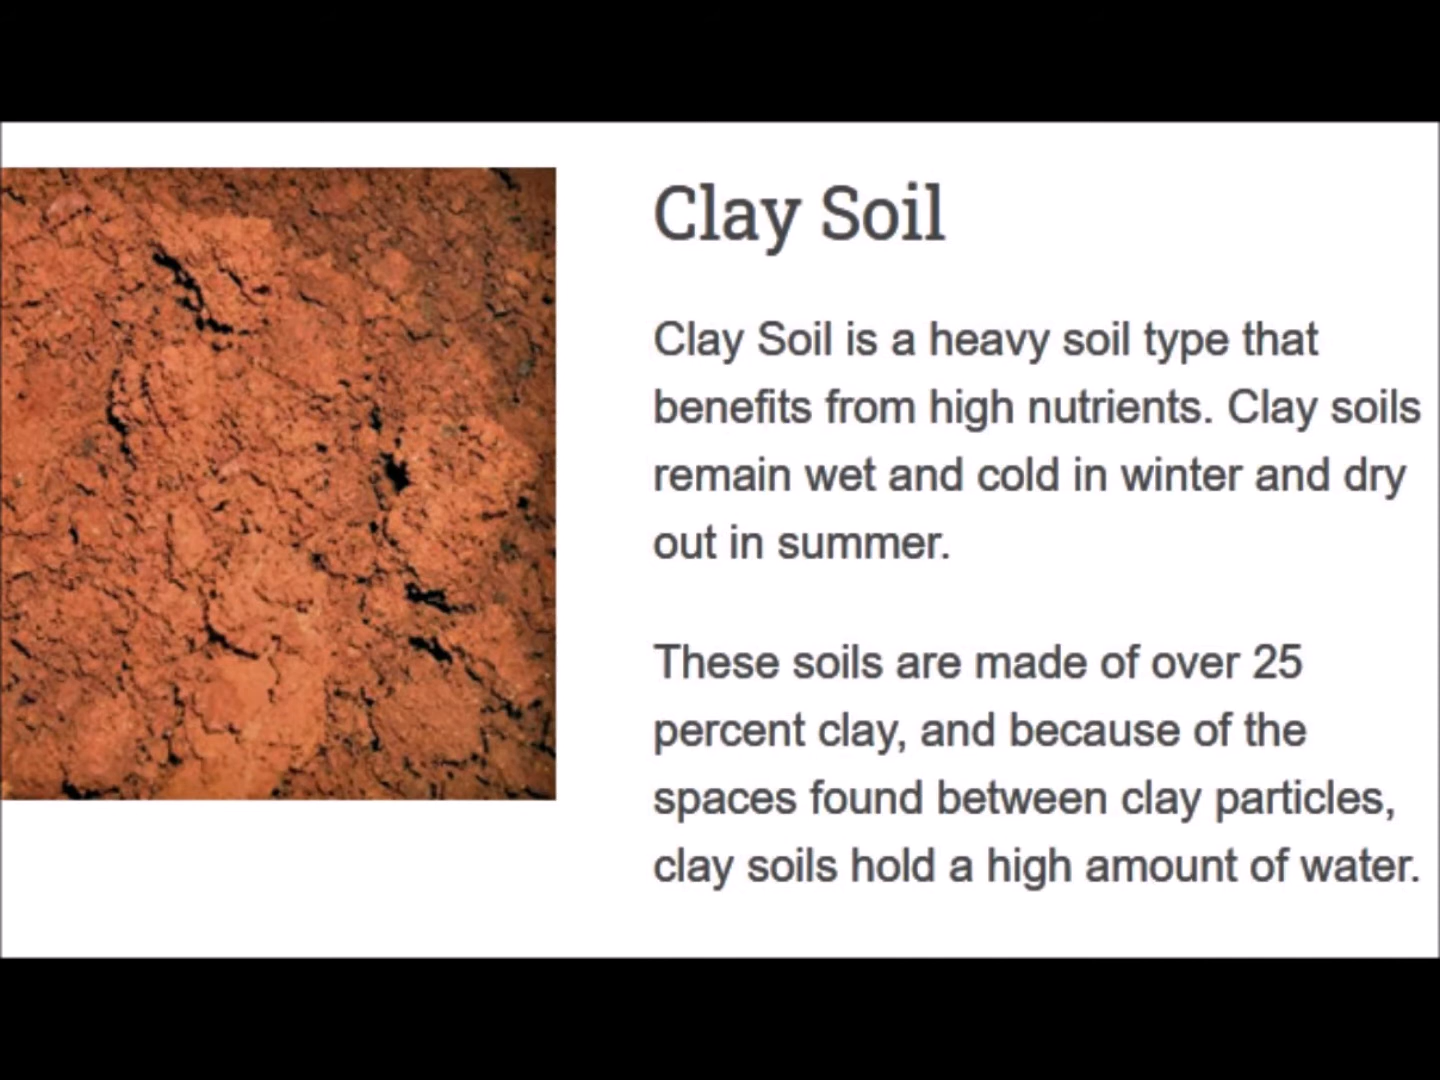 Clay Soil
Clay Soil is a heavy soil type that
benefits from high nutrients. Clay soils
remain wet and cold in winter and dry
out in summer.
These soils are made of over 25
percent clay, and because of the
spaces found between clay particles,
clay soils hold a high amount of water.